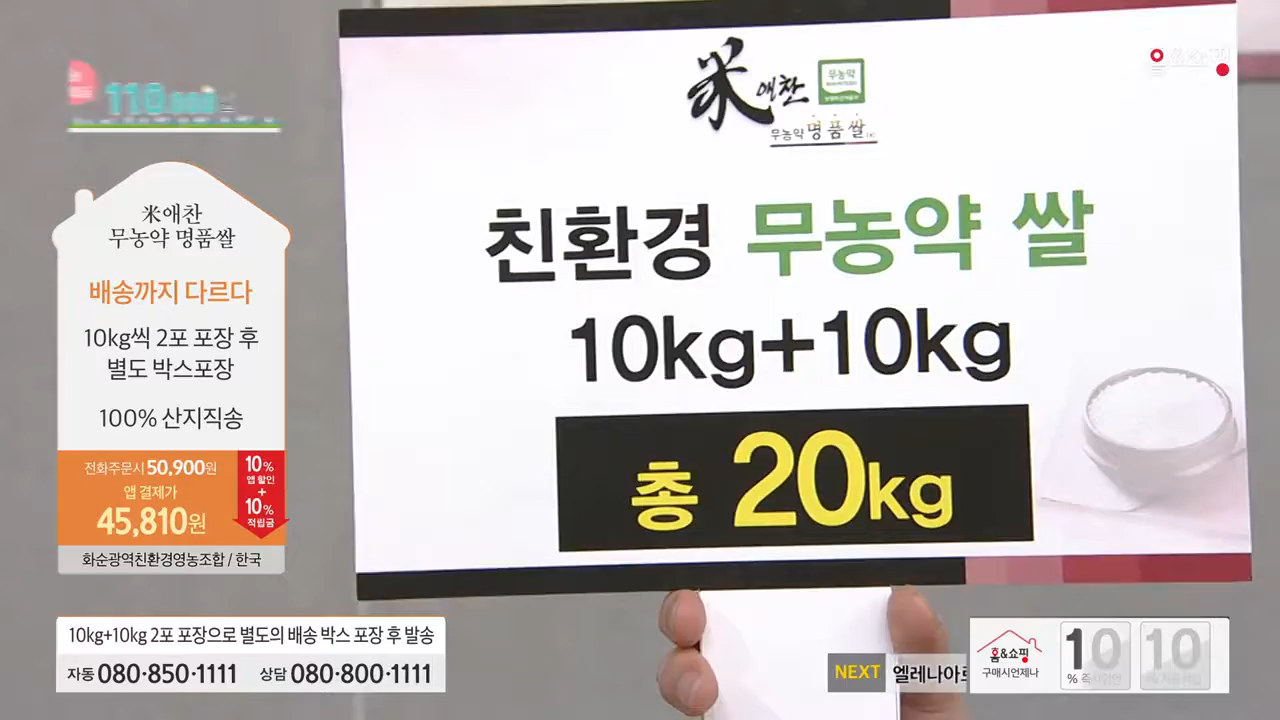 홈&쇼핑
米애찬
무농약
무농약 명품쌀
친환경 무농약 쌀
10kg+10kg
총 20kg
米애찬
무농약 명품쌀
배송까지 다르다
10kg씩 2포 포장 후
별도 박스포장
100% 산지직송
전화주문시 50,900원
앱 결제가
45,810원
10%
앱 할인
+
10%
적립금
화순광역친환경영농조합 / 한국
10kg+10kg 2포 포장으로 별도의 배송 박스 포장 후 발송
자동 080·850·1111 상담 080·800·1111
NEXT 엘레나
홈&쇼핑
구매시언제나
10
%
10